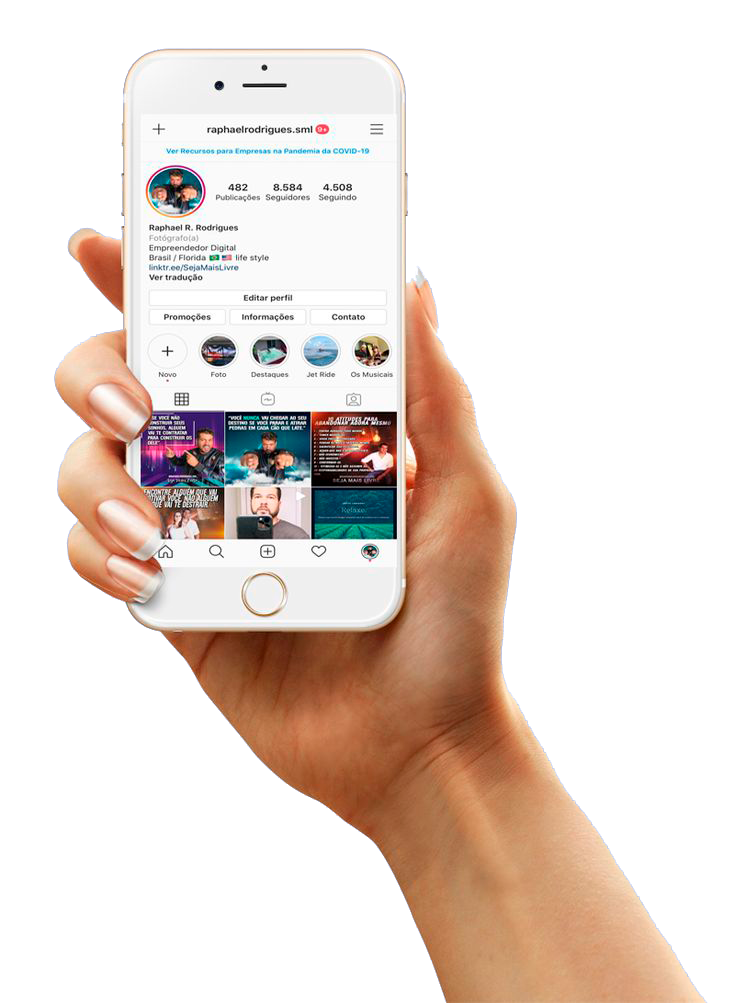 raphaelrodrigues.sml 9+
Ver Recursos para Empresas na Pandemia da COVID-19
482 8.584 4.508
Publicações Seguidores Seguindo
Raphael R. Rodrigues
Fotógrafo(a)
Empreendedor Digital
Brasil / Florida 🇧🇷 🇺🇸 life style
linktr.ee/SejaMaisLivre
Ver tradução
Editar perfil
Promoções Informações Contato
Novo Foto Destaques Jet Ride Os Musicais
SE VOCÊ NÃO
CONSTRUIR SEUS
SONHOS, ALGUÉM
VAI TE CONTRATAR
PARA CONSTRUIR OS
DELE"
"VOCÊ NUNCA VAI CHEGAR AO SEU
DESTINO SE VOCÊ PARAR E ATIRAR
PEDRAS EM CADA CÃO QUE LATE."
10 ATITUDES PARA
ABANDONAR AGORA MESMO
SEJA MAIS LIVRE
ENCONTRE ALGUÉM QUE VAI
VOCÊ, NÃO ALGUÉM
QUE VAI TE DESTRAIR
Relaxe.